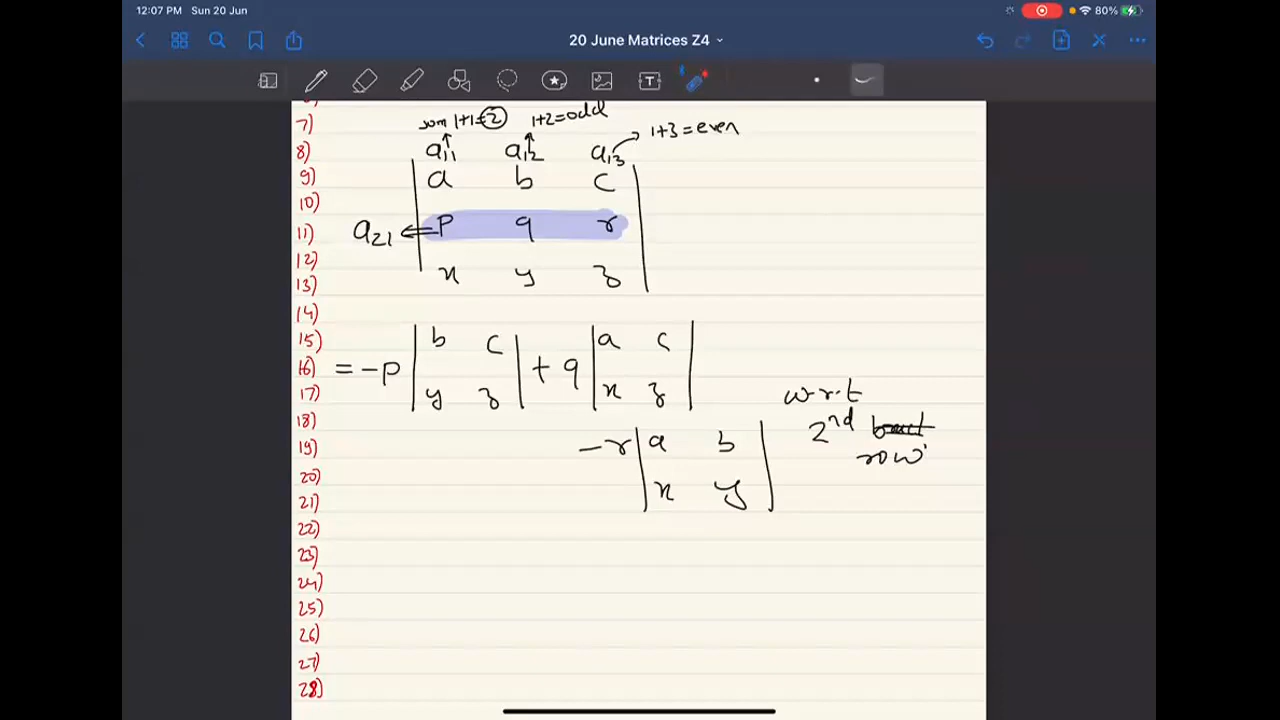 12:07 PM Sun 20 Jun
80%
20 June Matrices Z4
7)
sum 1+1=2 1+2=odd
1+3=even
8)
a11 a12 a13
9)
a b c
10)
11)
a21 ⇐ p q r
12)
x y z
13)
14)
15)
b c a c
16)
= -p + q
17)
y z x z
w.r.t
18)
2nd
19)
-r a b
row
20)
x y
21)
22)
23)
24)
25)
26)
27)
28)